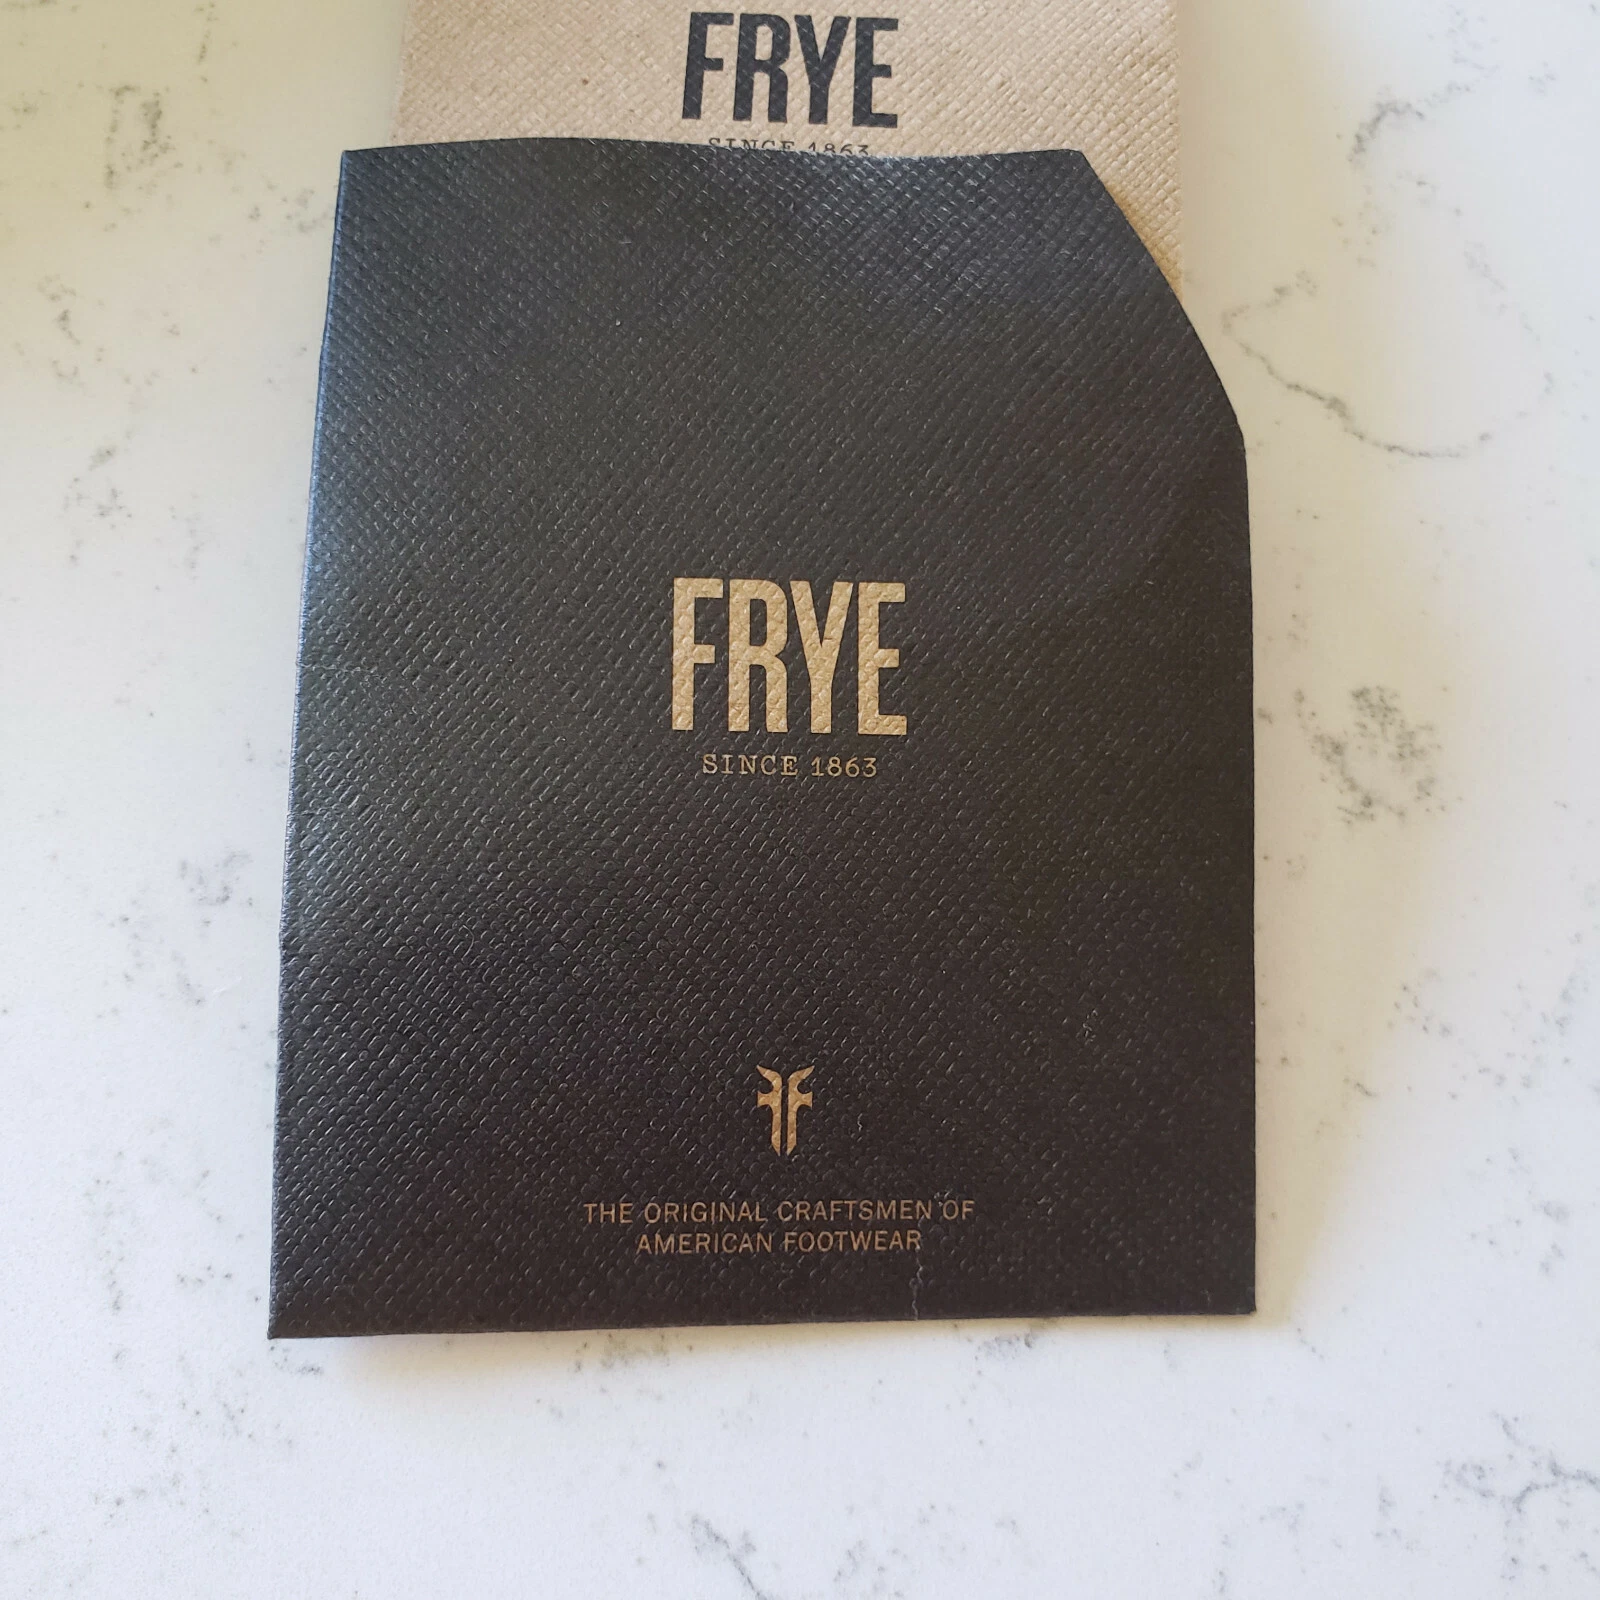 FRYE
SINCE 1863
FRYE
SINCE 1863
THE ORIGINAL CRAFTSMEN OF
AMERICAN FOOTWEAR